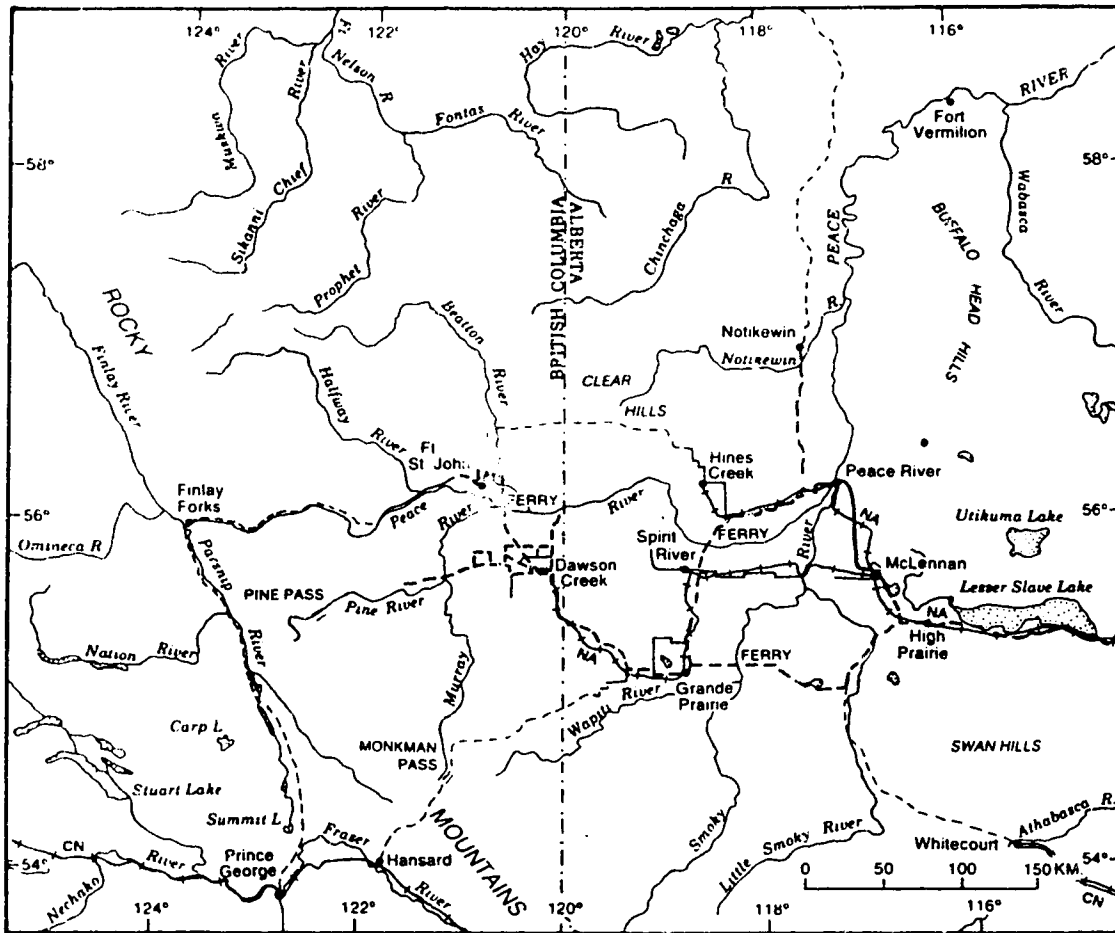 124°
122°
120°
118°
116°
River
River
Nelson R
Hay River
Fontas River
Muskwa
Sikanni Chief
Prophet River
58°
58°
BRITISH COLUMBIA
ALBERTA
Chinchaga R
PEACE
R.
RIVER
Fort
Vermilion
Wabasca River
BUFFALO HEAD HILLS
ROCKY
Finlay River
Halfway River
Beatton River
Notikewin
Notikewin
CLEAR
HILLS
Ft
St. John
Hines
Creek
Peace River
Finlay
Forks
Peace
River
FERRY
River
FERRY
River
NA
56°
56°
Utikuma Lake
Omineca R
Parsnip River
Spirit
River
McLennan
Dawson
Creek
Lesser Slave Lake
PINE PASS
Pine River
NA
High
Prairie
Nation River
Murray
NA
FERRY
Grande
Prairie
Wapiti River
Carp L
MONKMAN
PASS
SWAN HILLS
Stuart Lake
Summit L
Fraser
River
MOUNTAINS
Smoky
Little Smoky River
Whitecourt
Athabasca R.
54°
54°
CN
River
Nechako
Prince
George
Hansard
0 50 100 150 KM.
CN
124°
122°
120°
118°
116°